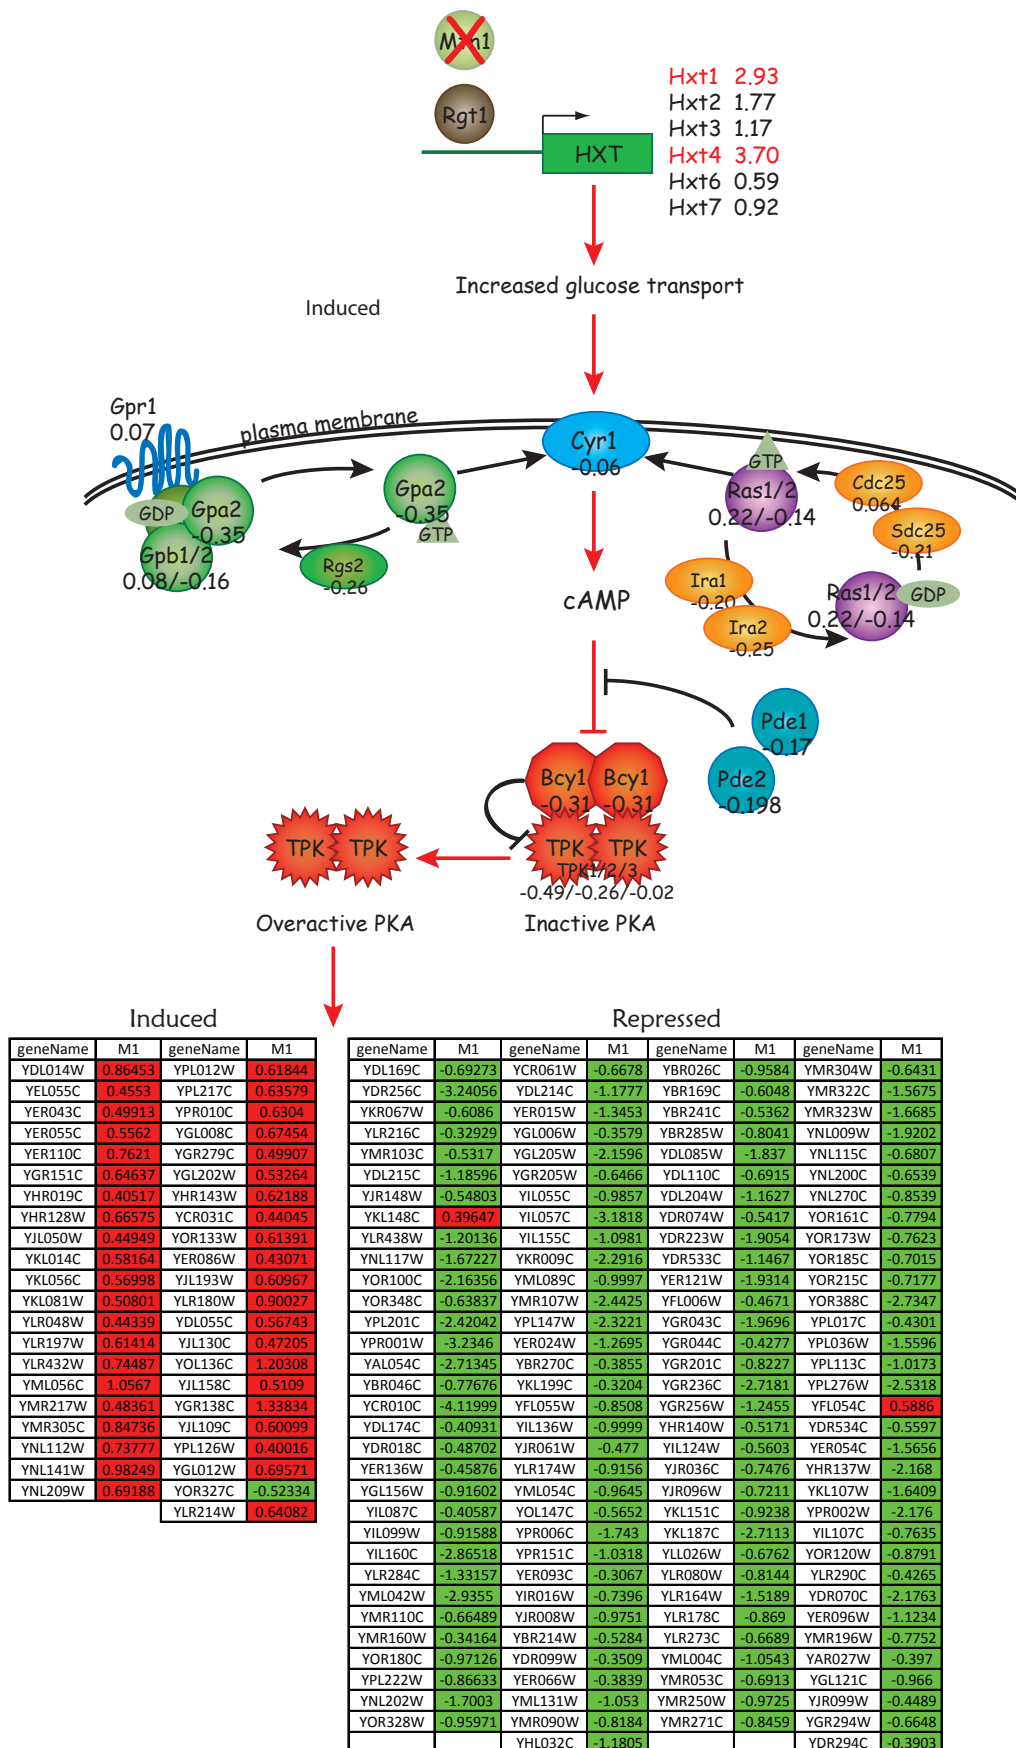 Mth1
Rgt1
HXT
Hxt1 2.93
Hxt2 1.77
Hxt3 1.17
Hxt4 3.70
Hxt6 0.59
Hxt7 0.92
Increased glucose transport
Induced
Gpr1
0.07
plasma membrane
Cyr1
-0.06
GDP
Gpa2
-0.35
Gpb1/2
0.08/-0.16
Gpa2
-0.35
GTP
Rgs2
-0.26
GTP
Ras1/2
0.22/-0.14
Cdc25
0.064
Sdc25
-0.21
Ira1
-0.20
Ira2
-0.25
Ras1/2
0.22/-0.14
GDP
cAMP
Pde1
-0.17
Pde2
-0.198
Bcy1 Bcy1
-0.31 -0.31
TPK TPK
TPK TPK
TPK1/2/3
-0.49/-0.26/-0.02
Overactive PKA
Inactive PKA
Induced
geneName M1 geneName M1
YDL014W 0.86453 YPL012W 0.61844
YEL055C 0.4553 YPL217C 0.63579
YER043C 0.49913 YPR010C 0.6304
YER055C 0.5562 YGL008C 0.67454
YER110C 0.7621 YGR279C 0.49907
YGR151C 0.64637 YGL202W 0.53264
YHR019C 0.40517 YHR143W 0.62188
YHR128W 0.66575 YCR031C 0.44045
YJL050W 0.44949 YOR133W 0.61391
YKL014C 0.58164 YER086W 0.43071
YKL056C 0.56998 YJL193W 0.60967
YKL081W 0.50801 YLR180W 0.90027
YLR048W 0.44339 YDL055C 0.56743
YLR197W 0.61414 YJL130C 0.47205
YLR432W 0.74487 YOL136C 1.20308
YML056C 1.0567 YJL158C 0.5109
YMR217W 0.48361 YGR138C 1.33834
YMR305C 0.84736 YJL109C 0.60099
YNL112W 0.73777 YPL126W 0.40016
YNL141W 0.98249 YGL012W 0.69571
YNL209W 0.69188 YOR327C -0.52334
YLR214W 0.64082
Repressed
geneName M1 geneName M1 geneName M1 geneName M1
YDL169C -0.69273 YCR061W -0.6678 YBR026C -0.9584 YMR304W -0.6431
YDR256C -3.24056 YDL214C -1.1777 YBR169C -0.6048 YMR322C -1.5675
YKR067W -0.6086 YER015W -1.3453 YBR241C -0.5362 YMR323W -1.6685
YLR216C -0.32929 YGL006W -0.3579 YBR285W -0.8041 YNL009W -1.9202
YMR103C -0.5317 YGL205W -2.1596 YDL085W -1.837 YNL115C -0.6807
YDL215C -1.18596 YGR205W -0.6466 YDL110C -0.6915 YNL200C -0.6539
YJR148W -0.54803 YIL055C -0.9857 YDL204W -1.1627 YNL270C -0.8539
YKL148C 0.39647 YIL057C -3.1818 YDR074W -0.5417 YOR161C -0.7794
YLR438W -1.20136 YIL155C -1.0981 YDR223W -1.9054 YOR173W -0.7623
YNL117W -1.67227 YKR009C -2.2916 YDR533C -1.1467 YOR185C -0.7015
YOR100C -2.16356 YML089C -0.9997 YER121W -1.9314 YOR215C -0.7177
YOR348C -0.63837 YMR107W -2.4425 YFL006W -0.4671 YOR388C -2.7347
YPL201C -2.42042 YPL147W -2.3221 YGR043C -1.9696 YPL017C -0.4301
YPR001W -3.2346 YER024W -1.2695 YGR044C -0.4277 YPL036W -1.5596
YAL054C -2.71345 YBR270C -0.3855 YGR201C -0.8227 YPL113C -1.0173
YBR046C -0.77676 YKL199C -0.3204 YGR236C -2.7181 YPL276W -2.5318
YCR010C -4.11999 YFL055W -0.8508 YGR256W -1.2455 YFL054C 0.5886
YDL174C -0.40931 YIL136W -0.9999 YHR140W -0.5171 YDR534C -0.5597
YDR018C -0.48702 YJR061W -0.477 YIL124W -0.5603 YER054C -1.5656
YER136W -0.45876 YLR174W -0.9156 YJR036C -0.7476 YHR137W -2.168
YGL156W -0.91602 YML054C -0.9645 YJR096W -0.7211 YKL107W -1.6409
YIL087C -0.40587 YOL147C -0.5652 YKL151C -0.9238 YPR002W -2.176
YIL099W -0.91588 YPR006C -1.743 YKL187C -2.7113 YIL107C -0.7635
YIL160C -2.86518 YPR151C -1.0318 YLL026W -0.6762 YOR120W -0.8791
YLR284C -1.33157 YER093C -0.3067 YLR080W -0.8144 YLR290C -0.4265
YML042W -2.9355 YIR016W -0.7396 YLR164W -1.5189 YDR070C -2.1763
YMR110C -0.66489 YJR008W -0.9751 YLR178C -0.869 YER096W -1.1234
YMR160W -0.34164 YBR214W -0.5284 YLR273C -0.6689 YMR196W -0.7752
YOR180C -0.97126 YDR099W -0.3509 YML004C -1.0543 YAR027W -0.397
YPL222W -0.86633 YER066W -0.3839 YMR053C -0.6913 YGL121C -0.966
YNL202W -1.7003 YML131W -1.053 YMR250W -0.9725 YJR099W -0.4489
YOR328W -0.95971 YMR090W -0.8184 YMR271C -0.8459 YGR294W -0.6648
YHL032C -1.1805 YDR294C -0.3903